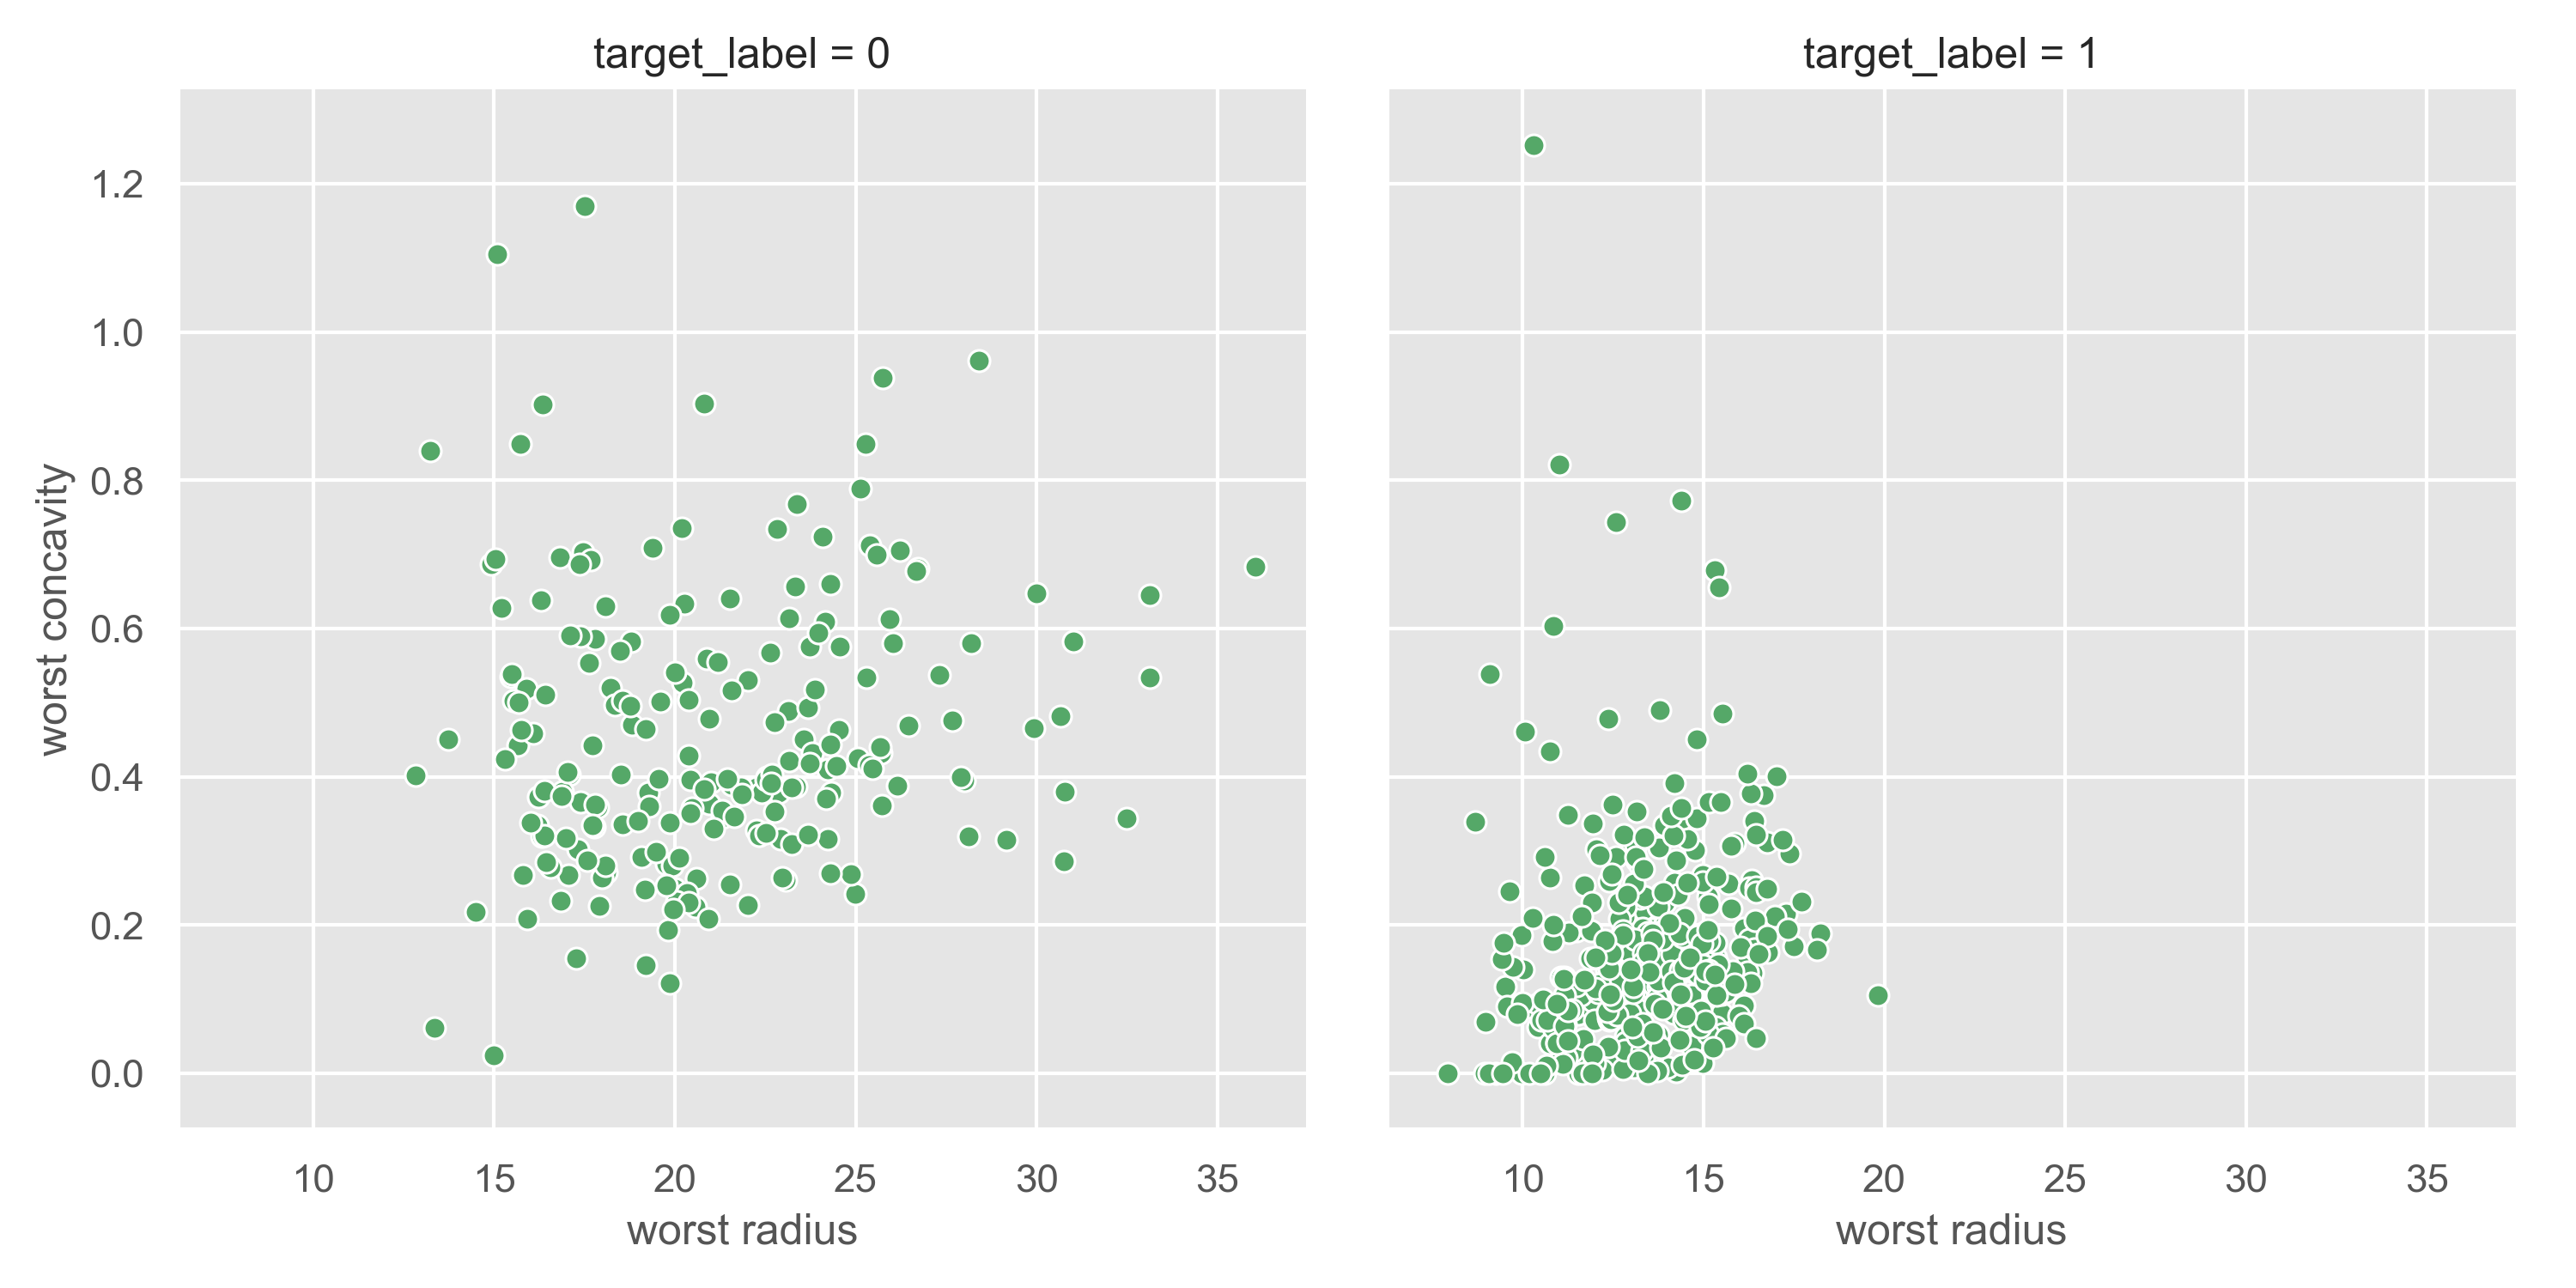 target_label = 0
target_label = 1
worst concavity
1.2
1.0
0.8
0.6
0.4
0.2
0.0
10 15 20 25 30 35
10 15 20 25 30 35
worst radius
worst radius